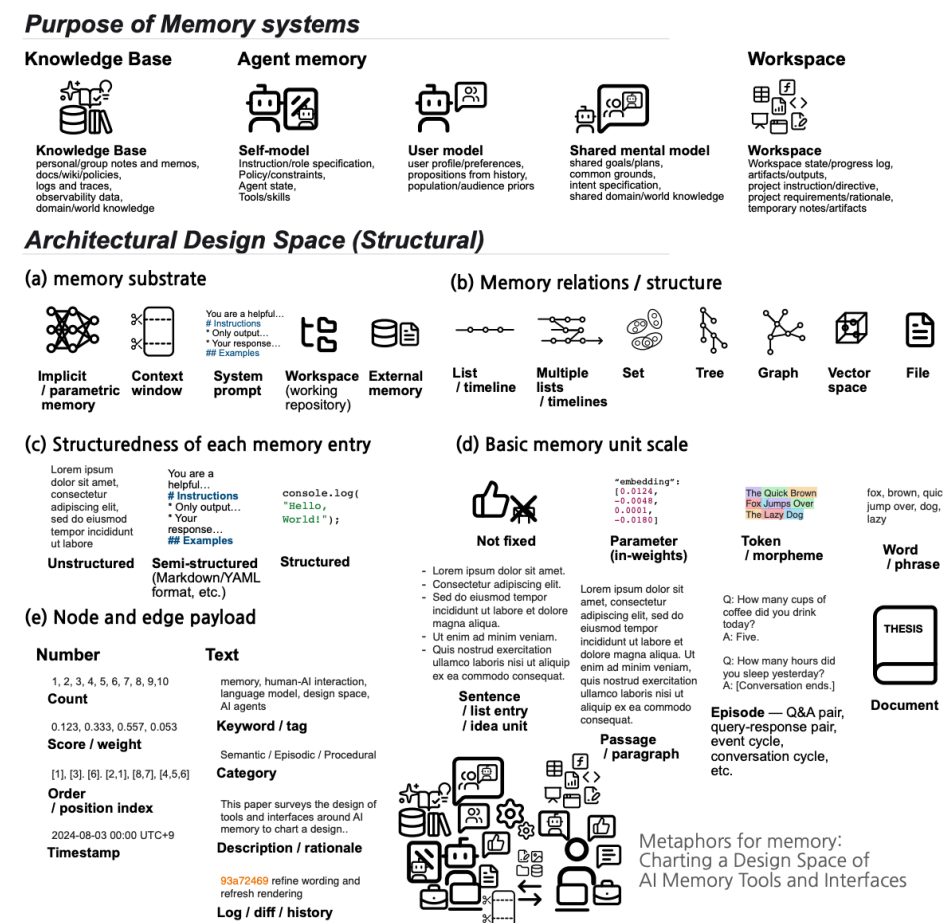 Purpose of Memory systems
Knowledge Base
Agent memory
Workspace
Knowledge Base
personal/group notes and memos,
docs/wiki/policies,
logs and traces,
observability data,
domain/world knowledge
Self-model
Instruction/role specification,
Policy/constraints,
Agent state,
Tools/skills
User model
user profile/preferences,
propositions from history,
population/audience priors
Shared mental model
shared goals/plans,
common grounds,
intent specification,
shared domain/world knowledge
Workspace
Workspace state/progress log,
artifacts/outputs,
project instruction/directive,
project requirements/rationale,
temporary notes/artifacts
Architectural Design Space (Structural)
(a) memory substrate
Implicit
/ parametric
memory
Context
window
You are a helpful...
# Instructions
* Only output...
* Your response...
## Examples
System
prompt
Workspace
(working
repository)
External
memory
(b) Memory relations / structure
List
/ timeline
Multiple
lists
/ timelines
Set
Tree
Graph
Vector
space
File
(c) Structuredness of each memory entry
Lorem ipsum
dolor sit amet,
consectetur
adipiscing elit,
sed do eiusmod
tempor incididunt
ut labore
Unstructured
You are a
helpful...
# Instructions
* Only output...
* Your
response...
## Examples
Semi-structured
(Markdown/YAML
format, etc.)
console.log(
"Hello,
World!");
Structured
(d) Basic memory unit scale
Not fixed
"embedding":
[0.0124,
-0.0048,
0.0001,
-0.0180]
Parameter
(in-weights)
The Quick Brown
Fox Jumps Over
The Lazy Dog
Token
/ morpheme
fox, brown, quic
jump over, dog,
lazy
Word
/ phrase
- Lorem ipsum dolor sit amet.
- Consectetur adipiscing elit.
- Sed do eiusmod tempor
incididunt ut labore et dolore
magna aliqua.
- Ut enim ad minim veniam.
- Quis nostrud exercitation
ullamco laboris nisi ut aliquip
ex ea commodo consequat.
Sentence
/ list entry
/ idea unit
Lorem ipsum dolor sit
amet, consectetur
adipiscing elit, sed do
eiusmod tempor
incididunt ut labore et
dolore magna aliqua. Ut
enim ad minim veniam,
quis nostrud exercitation
ullamco laboris nisi ut
aliquip ex ea commodo
consequat.
Passage
/ paragraph
Q: How many cups of
coffee did you drink
today?
A: Five.
Q: How many hours did
you sleep yesterday?
A: [Conversation ends.]
Episode — Q&A pair,
query-response pair,
event cycle,
conversation cycle,
etc.
THESIS
Document
(e) Node and edge payload
Number
1, 2, 3, 4, 5, 6, 7, 8, 9,10
Count
0.123, 0.333, 0.557, 0.053
Score / weight
[1], [3]. [6]. [2,1], [8,7], [4,5,6]
Order
/ position index
2024-08-03 00:00 UTC+9
Timestamp
Text
memory, human-AI interaction,
language model, design space,
AI agents
Keyword / tag
Semantic / Episodic / Procedural
Category
This paper surveys the design of
tools and interfaces around AI
memory to chart a design..
Description / rationale
93a72469 refine wording and
refresh rendering
Log / diff / history
Metaphors for memory:
Charting a Design Space of
AI Memory Tools and Interfaces